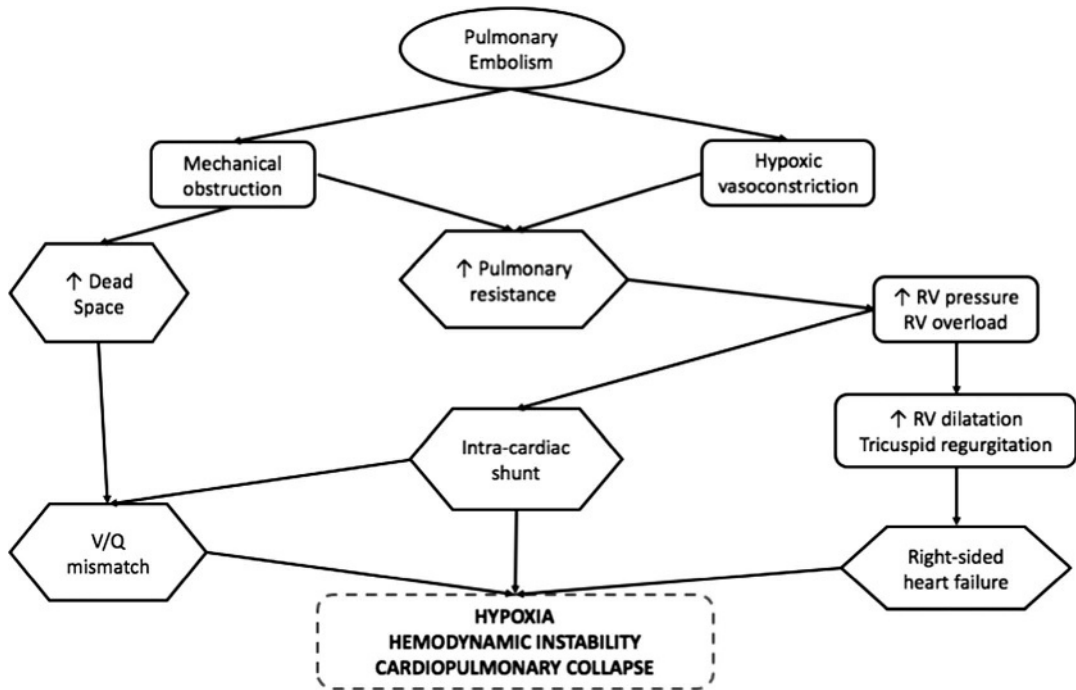 Pulmonary
Embolism
Mechanical
obstruction
Hypoxic
vasoconstriction
↑ Dead
Space
↑ Pulmonary
resistance
↑ RV pressure
RV overload
↑ RV dilatation
Tricuspid regurgitation
Intra-cardiac
shunt
V/Q
mismatch
Right-sided
heart failure
HYPOXIA
HEMODYNAMIC INSTABILITY
CARDIOPULMONARY COLLAPSE